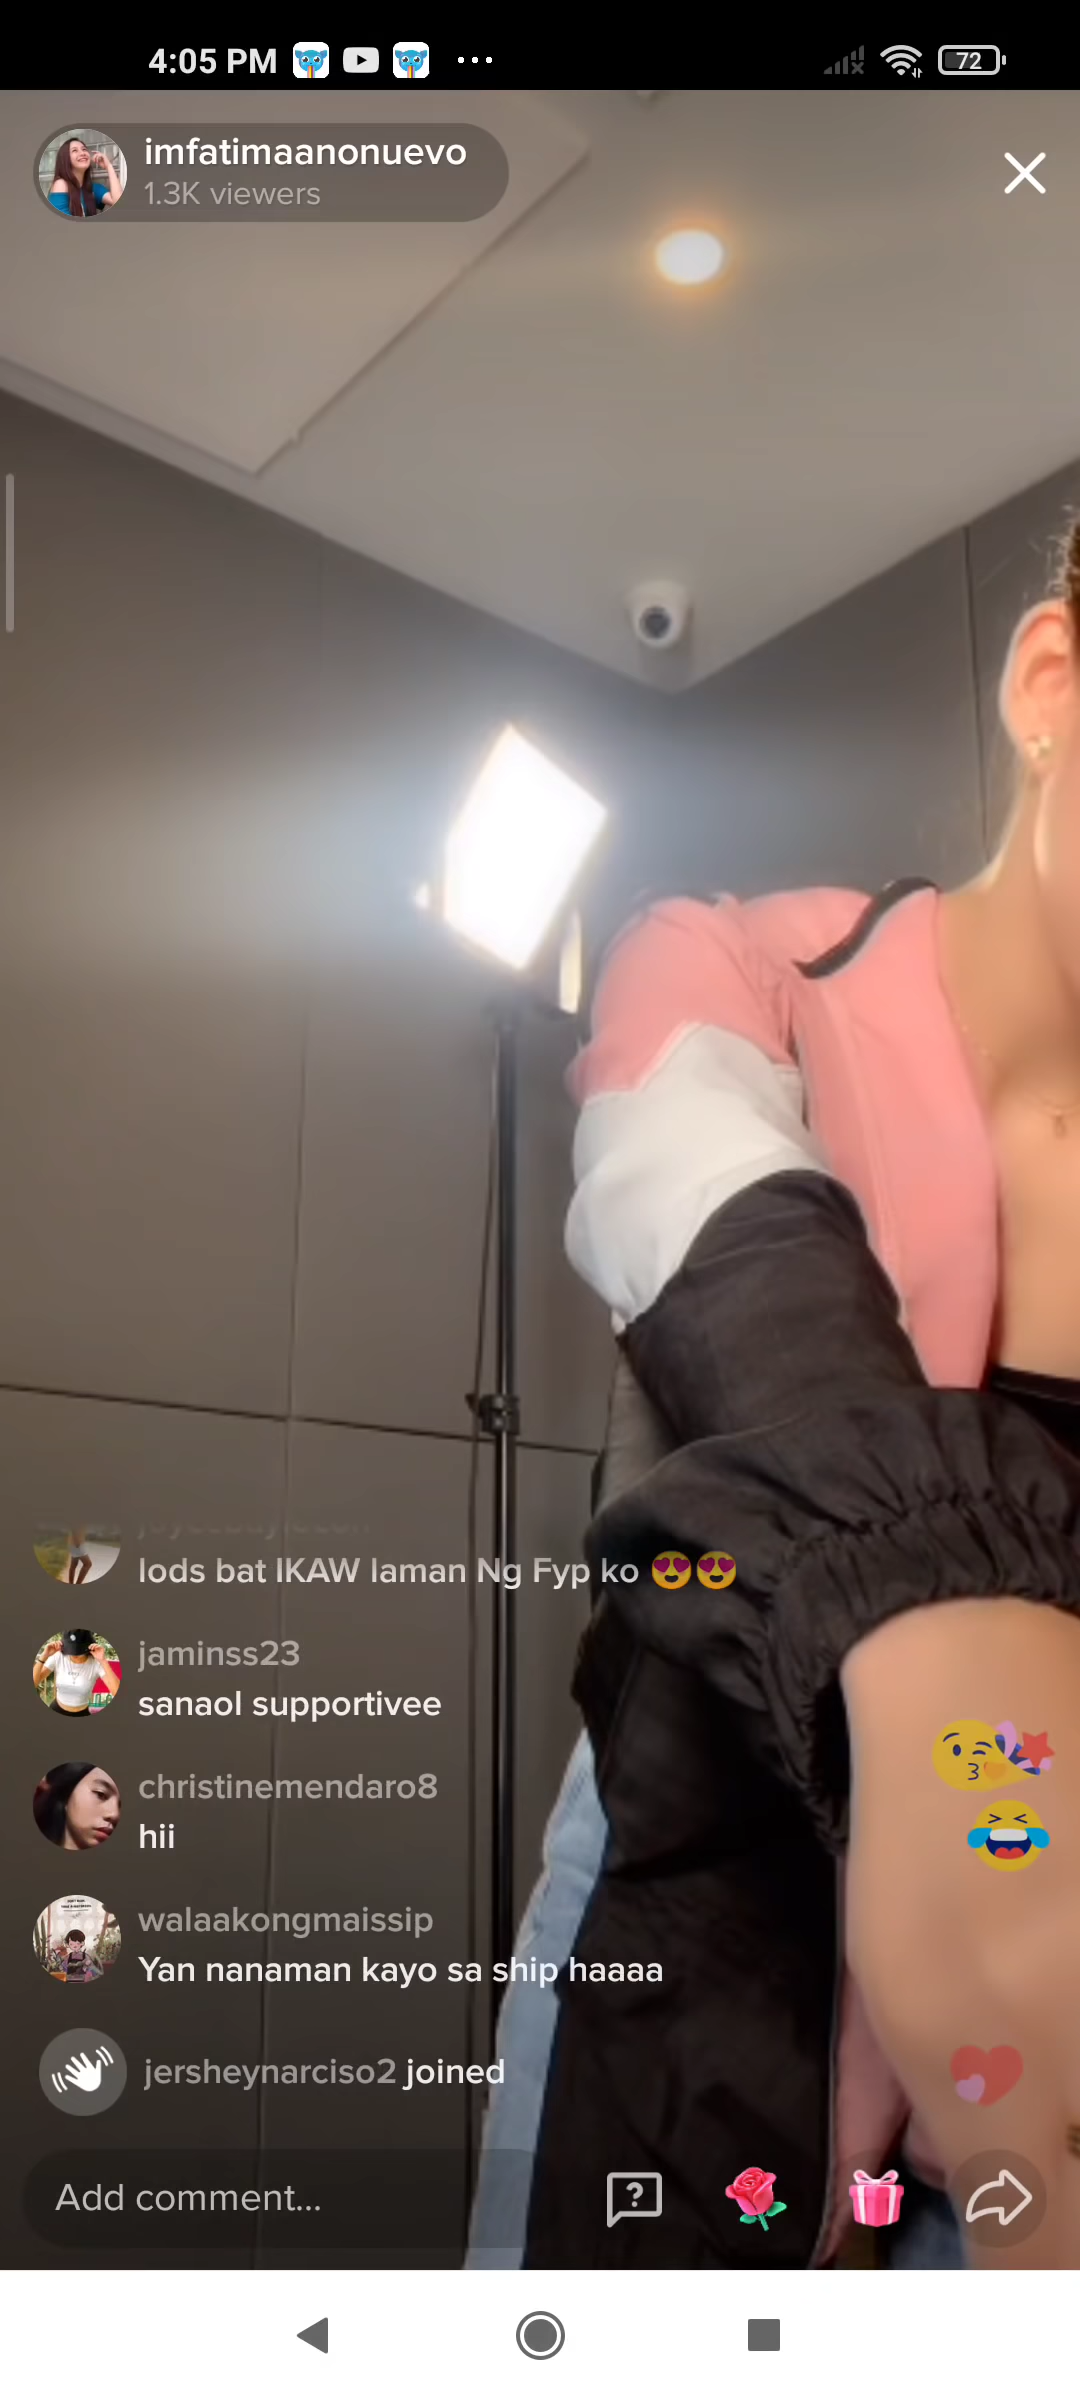 4:05 PM
72
imfatimaanonuevo
1.3K viewers
lods bat IKAW laman Ng Fyp ko 😍😍
jaminss23
sanaol supportivee
christinemendaro8
hii
walaakongmaissip
Yan nanaman kayo sa ship haaaa
jersheynarciso2 joined
Add comment...